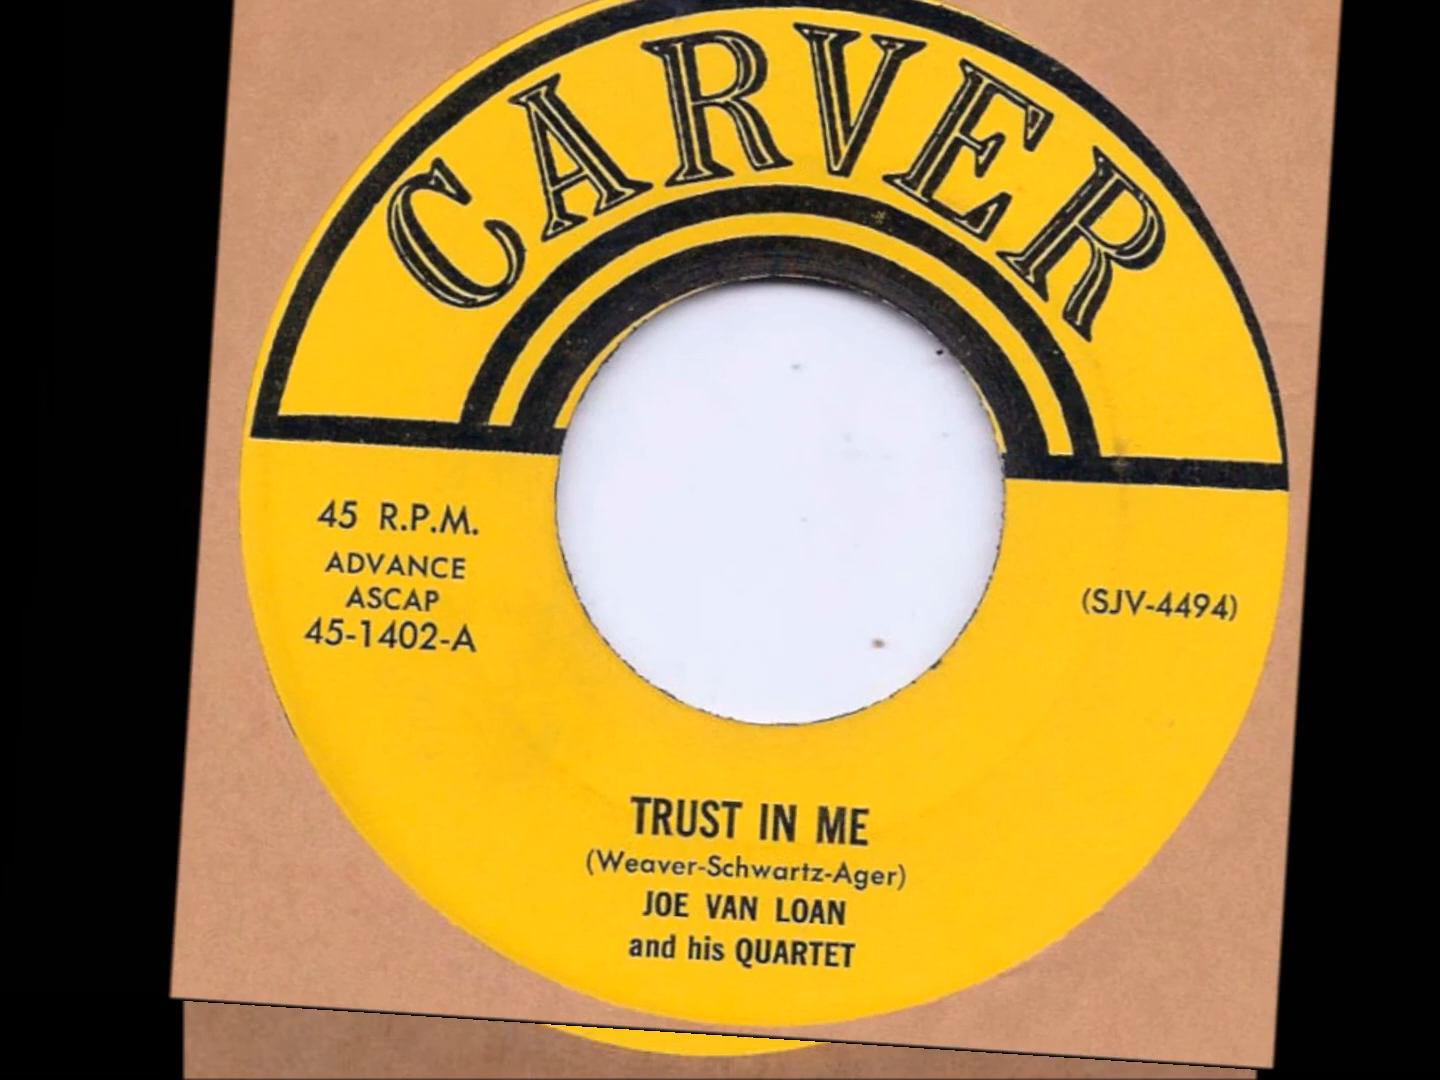 CARVER
45 R.P.M.
ADVANCE
ASCAP
45-1402-A
(SJV-4494)
TRUST IN ME
(Weaver-Schwartz-Ager)
JOE VAN LOAN
and his QUARTET